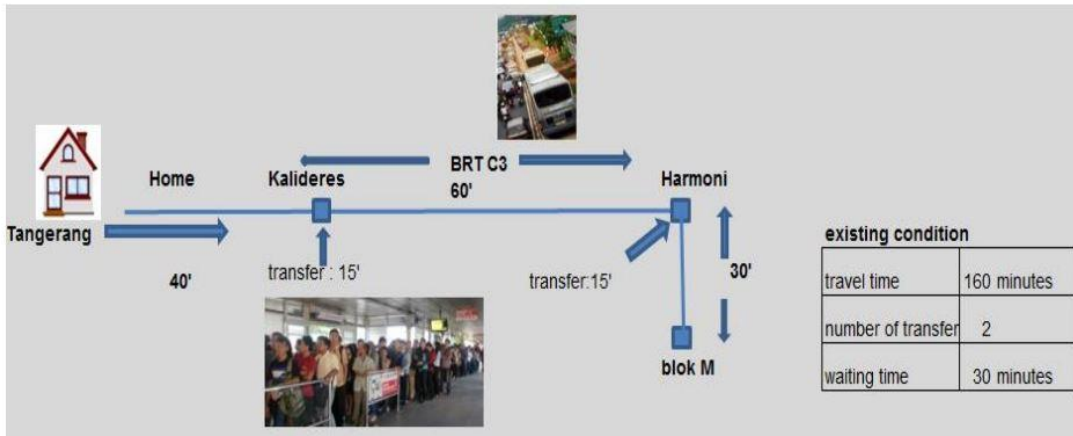 BRT C3
60'
Home
Kalideres
Harmoni
Tangerang
40'
transfer : 15'
transfer:15'
30'
blok M
existing condition
travel time 160 minutes
number of transfer 2
waiting time 30 minutes